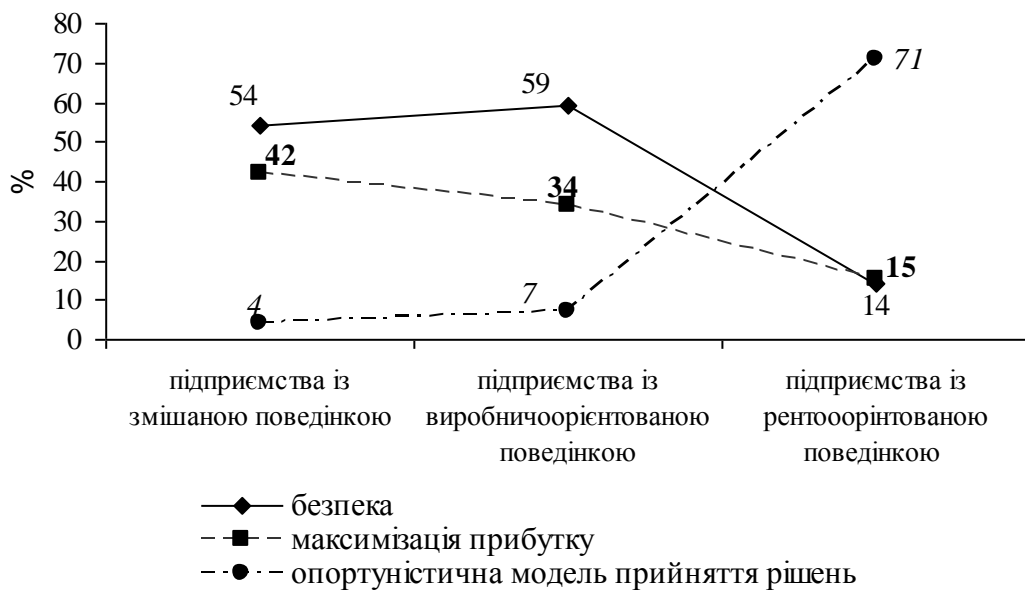 80
70
60
50
40
30
20
10
0
%
54
59
71
42
34
15
4
7
14
підприємства із
змішаною поведінкою
підприємства із
виробничоорієнтованою
поведінкою
підприємства із
рентооорінтованою
поведінкою
безпека
максимізація прибутку
опортуністична модель прийняття рішень